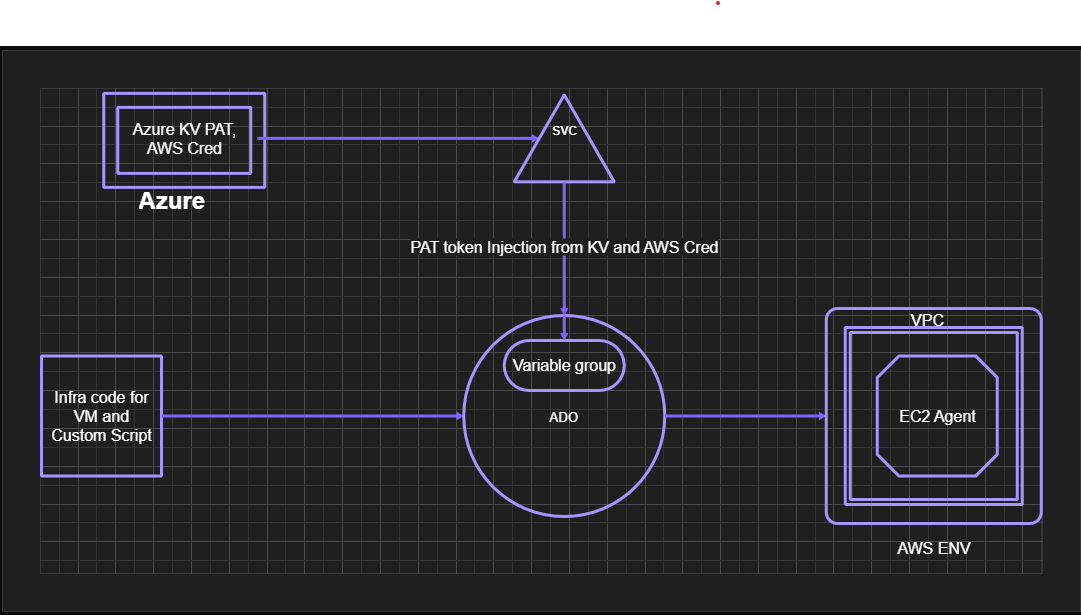 Azure KV PAT,
AWS Cred
Azure
svc
PAT token Injection from KV and AWS Cred
Variable group
ADO
Infra code for
VM and
Custom Script
VPC
EC2 Agent
AWS ENV